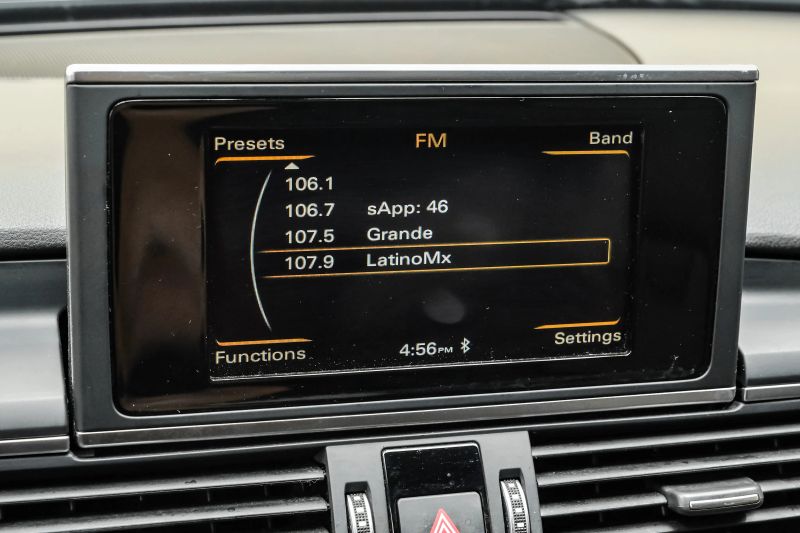 Presets FM Band
106.1
106.7 sApp: 46
107.5 Grande
107.9 LatinoMx
Functions 4:56PM Settings